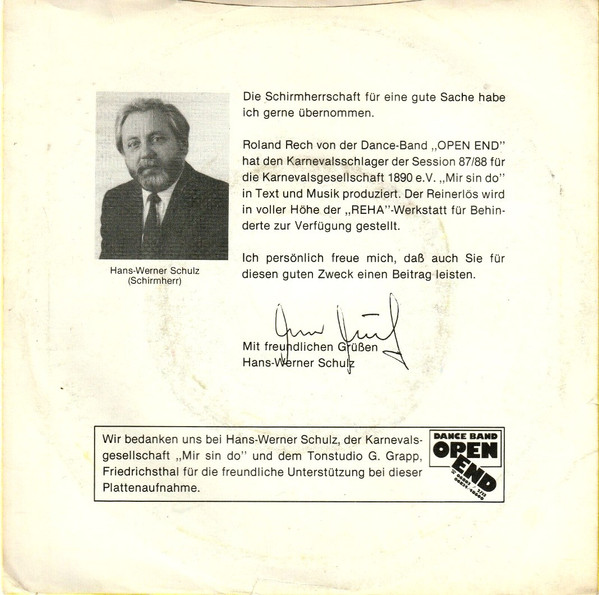 Die Schirmherrschaft für eine gute Sache habe
ich gerne übernommen.
Roland Rech von der Dance-Band „OPEN END"
hat den Karnevalsschlager der Session 87/88 für
die Karnevalsgesellschaft 1890 e.V. „Mir sin do"
in Text und Musik produziert. Der Reinerlös wird
in voller Höhe der „REHA"-Werkstatt für Behin-
derte zur Verfügung gestellt.
Ich persönlich freue mich, daß auch Sie für
diesen guten Zweck einen Beitrag leisten.
Hans-Werner Schulz
(Schirmherr)
Mit freundlichen Grüßen
Hans-Werner Schulz
Wir bedanken uns bei Hans-Werner Schulz, der Karnevals-
gesellschaft „Mir sin do" und dem Tonstudio G. Grapp,
Friedrichsthal für die freundliche Unterstützung bei dieser
Plattenaufnahme.
DANCE BAND
OPEN
END